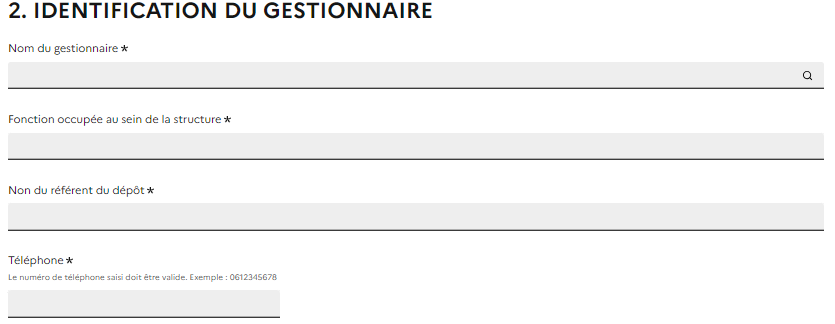 2. IDENTIFICATION DU GESTIONNAIRE
Nom du gestionnaire *
Fonction occupée au sein de la structure *
Non du référent du dépôt *
Téléphone *
Le numéro de téléphone saisi doit être valide. Exemple : 0612345678